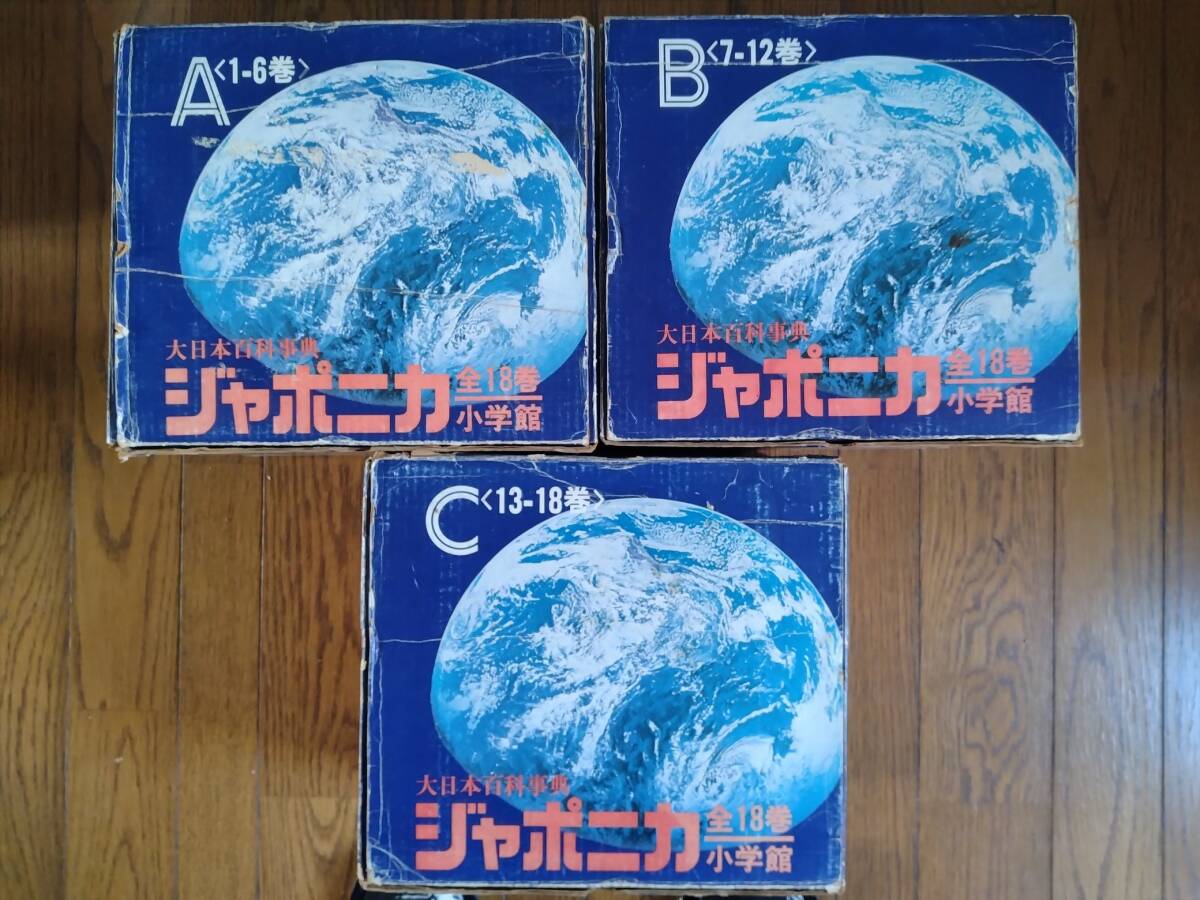 A〈1-6巻〉
大日本百科事典
ジャポニカ
全18巻
小学館
B〈7-12巻〉
大日本百科事典
ジャポニカ
全18巻
小学館
C〈13-18巻〉
大日本百科事典
ジャポニカ
全18巻
小学館